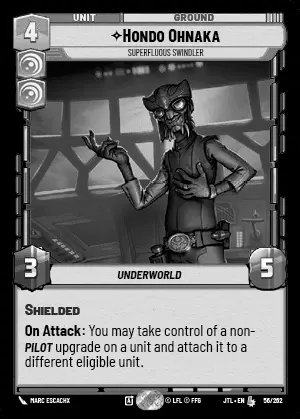 UNIT
GROUND
4
Hondo Ohnaka
Superfluous Swindler
3
UNDERWORLD
5
Shielded
On Attack: You may take control of a non-
PILOT upgrade on a unit and attach it to a
different eligible unit.
MARC ESCACHX
© LFL © FFG
JTL • EN
56/262